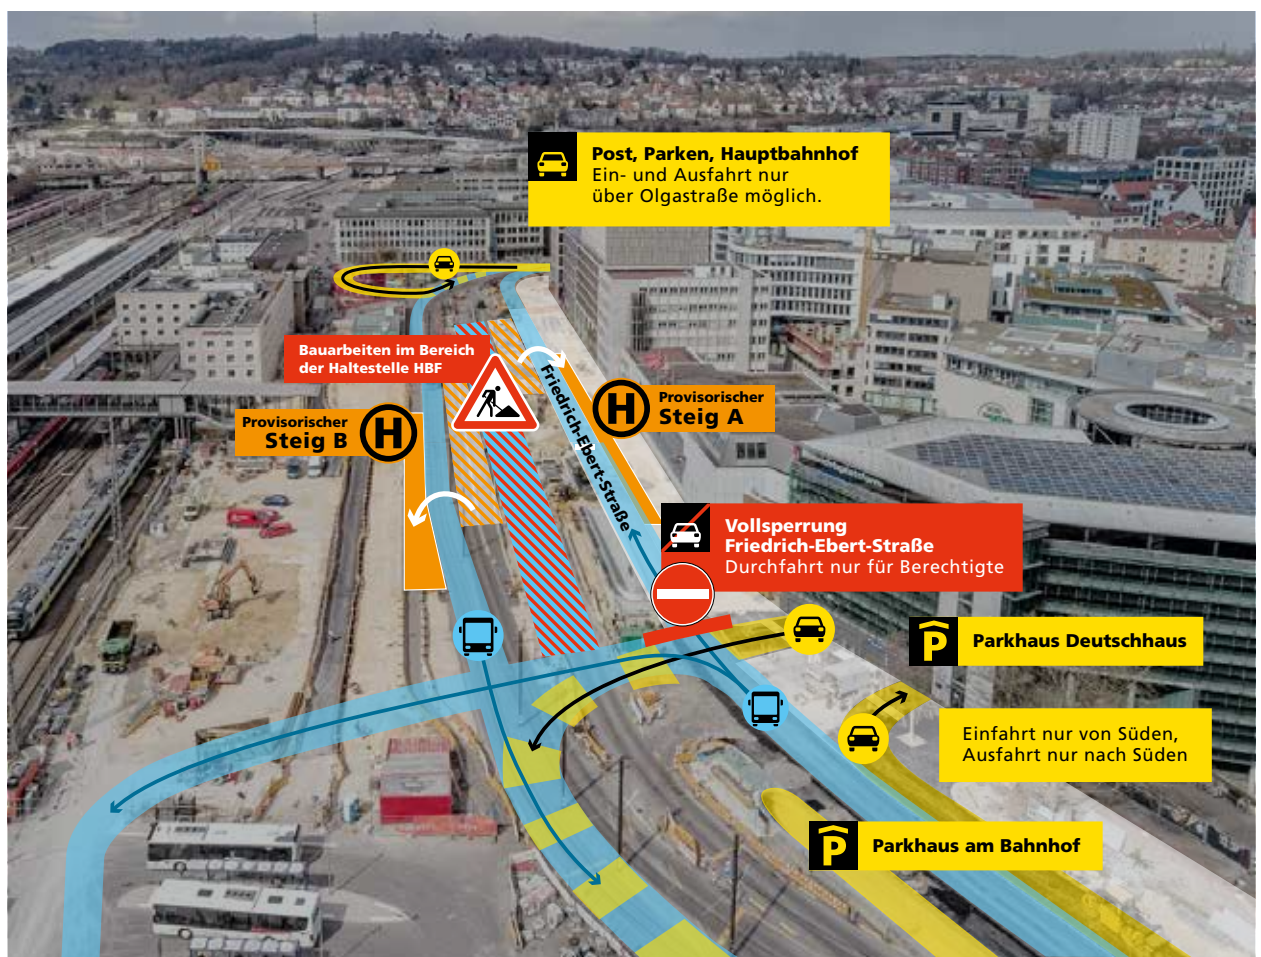 Post, Parken, Hauptbahnhof
Ein- und Ausfahrt nur
über Olgastraße möglich.
Bauarbeiten im Bereich
der Haltestelle HBF
Provisorischer
Steig B
H
H
Provisorischer
Steig A
Friedrich-Ebert-Straße
Vollsperrung
Friedrich-Ebert-Straße
Durchfahrt nur für Berechtigte
P
Parkhaus Deutschhaus
Einfahrt nur von Süden,
Ausfahrt nur nach Süden
P
Parkhaus am Bahnhof